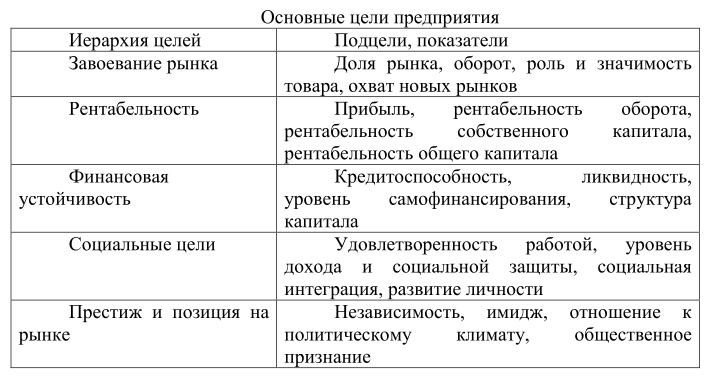 Основные цели предприятия
Иерархия целей
Подцели, показатели
Завоевание рынка
Доля рынка, оборот, роль и значимость
товара, охват новых рынков
Рентабельность
Прибыль, рентабельность оборота,
рентабельность собственного капитала,
рентабельность общего капитала
Финансовая
устойчивость
Кредитоспособность, ликвидность,
уровень самофинансирования, структура
капитала
Социальные цели
Удовлетворенность работой, уровень
дохода и социальной защиты, социальная
интеграция, развитие личности
Престиж и позиция на
рынке
Независимость, имидж, отношение к
политическому климату, общественное
признание